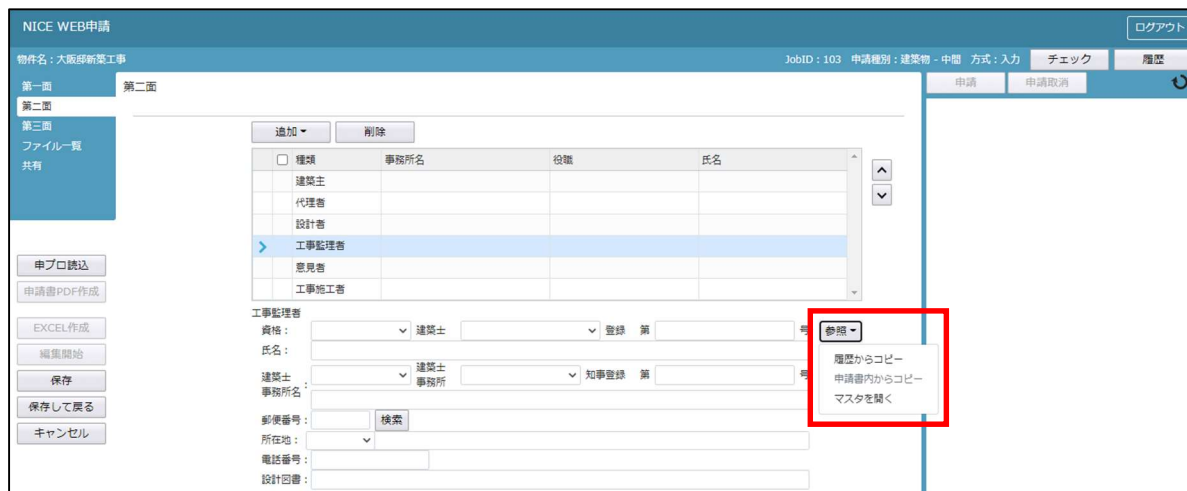 NICE WEB申請
ログアウト
物件名：大阪邸新築工事
JobID：103 申請種別：建築物 - 中間 方式：入力
チェック
履歴
第一面
第二面
第三面
ファイル一覧
共有
第二面
申請
申請取消
追加
削除
種類 事務所名 役職 氏名
建築主
代理者
設計者
工事監理者
意見者
工事施工者
申プロ読込
申請書PDF作成
EXCEL作成
編集開始
保存
保存して戻る
キャンセル
工事監理者
資格： 建築士 登録 第 号
参照
氏名：
建築士事務所名： 建築士事務所 知事登録 第 号
郵便番号： 検索
所在地：
電話番号：
設計図書：
履歴からコピー
申請書内からコピー
マスタを開く